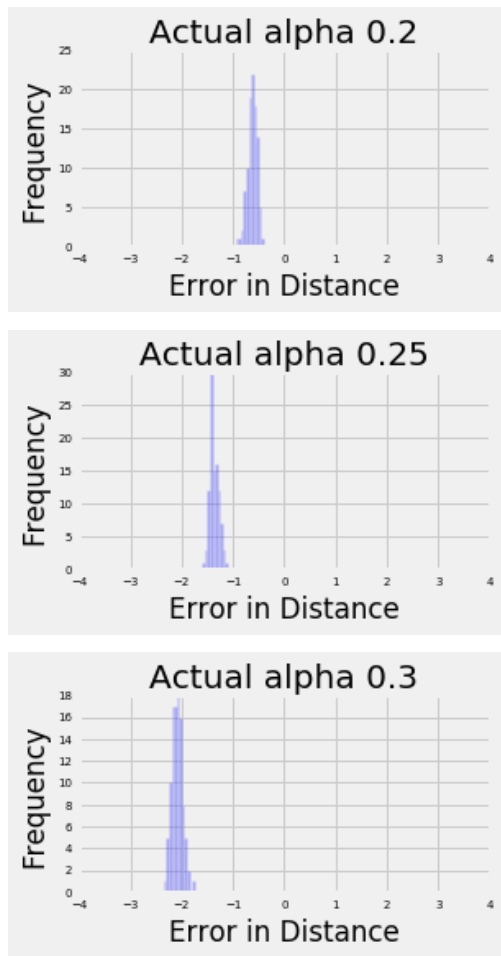 Actual alpha 0.2
25
20
15
10
5
0
Frequency
−4 −3 −2 −1 0 1 2 3 4
Error in Distance
Actual alpha 0.25
30
25
20
15
10
5
0
Frequency
−4 −3 −2 −1 0 1 2 3 4
Error in Distance
Actual alpha 0.3
18
16
14
12
10
8
6
4
2
0
Frequency
−4 −3 −2 −1 0 1 2 3 4
Error in Distance